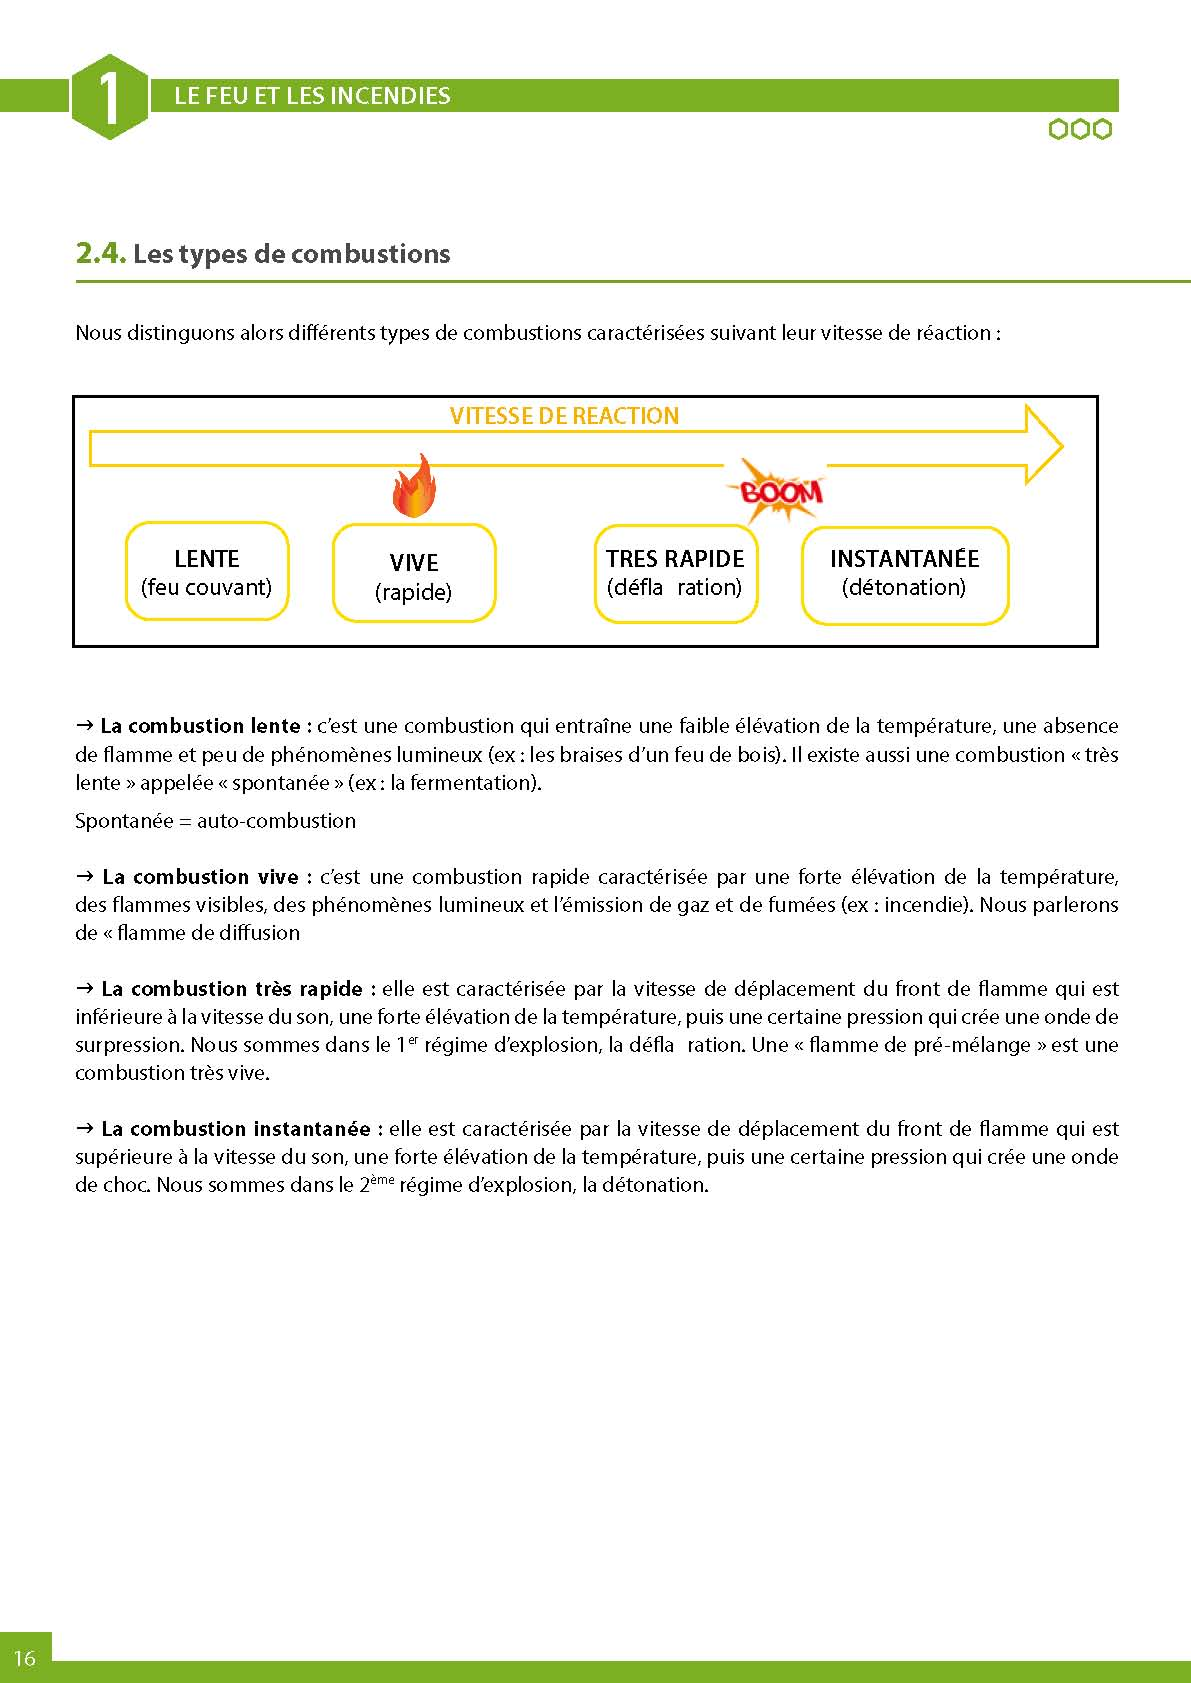 1
LE FEU ET LES INCENDIES
2.4. Les types de combustions
Nous distinguons alors différents types de combustions caractérisées suivant leur vitesse de réaction :
VITESSE DE REACTION
BOOM
LENTE
(feu couvant)
VIVE
(rapide)
TRES RAPIDE
(défla  ration)
INSTANTANÉE
(détonation)
→ La combustion lente : c’est une combustion qui entraîne une faible élévation de la température, une absence
de flamme et peu de phénomènes lumineux (ex : les braises d’un feu de bois). Il existe aussi une combustion « très
lente » appelée « spontanée » (ex : la fermentation).
Spontanée = auto-combustion
→ La combustion vive : c’est une combustion rapide caractérisée par une forte élévation de la température,
des flammes visibles, des phénomènes lumineux et l’émission de gaz et de fumées (ex : incendie). Nous parlerons
de « flamme de diffusion
→ La combustion très rapide : elle est caractérisée par la vitesse de déplacement du front de flamme qui est
inférieure à la vitesse du son, une forte élévation de la température, puis une certaine pression qui crée une onde de
surpression. Nous sommes dans le 1er régime d’explosion, la défla  ration. Une « flamme de pré-mélange » est une
combustion très vive.
→ La combustion instantanée : elle est caractérisée par la vitesse de déplacement du front de flamme qui est
supérieure à la vitesse du son, une forte élévation de la température, puis une certaine pression qui crée une onde
de choc. Nous sommes dans le 2ème régime d’explosion, la détonation.
16